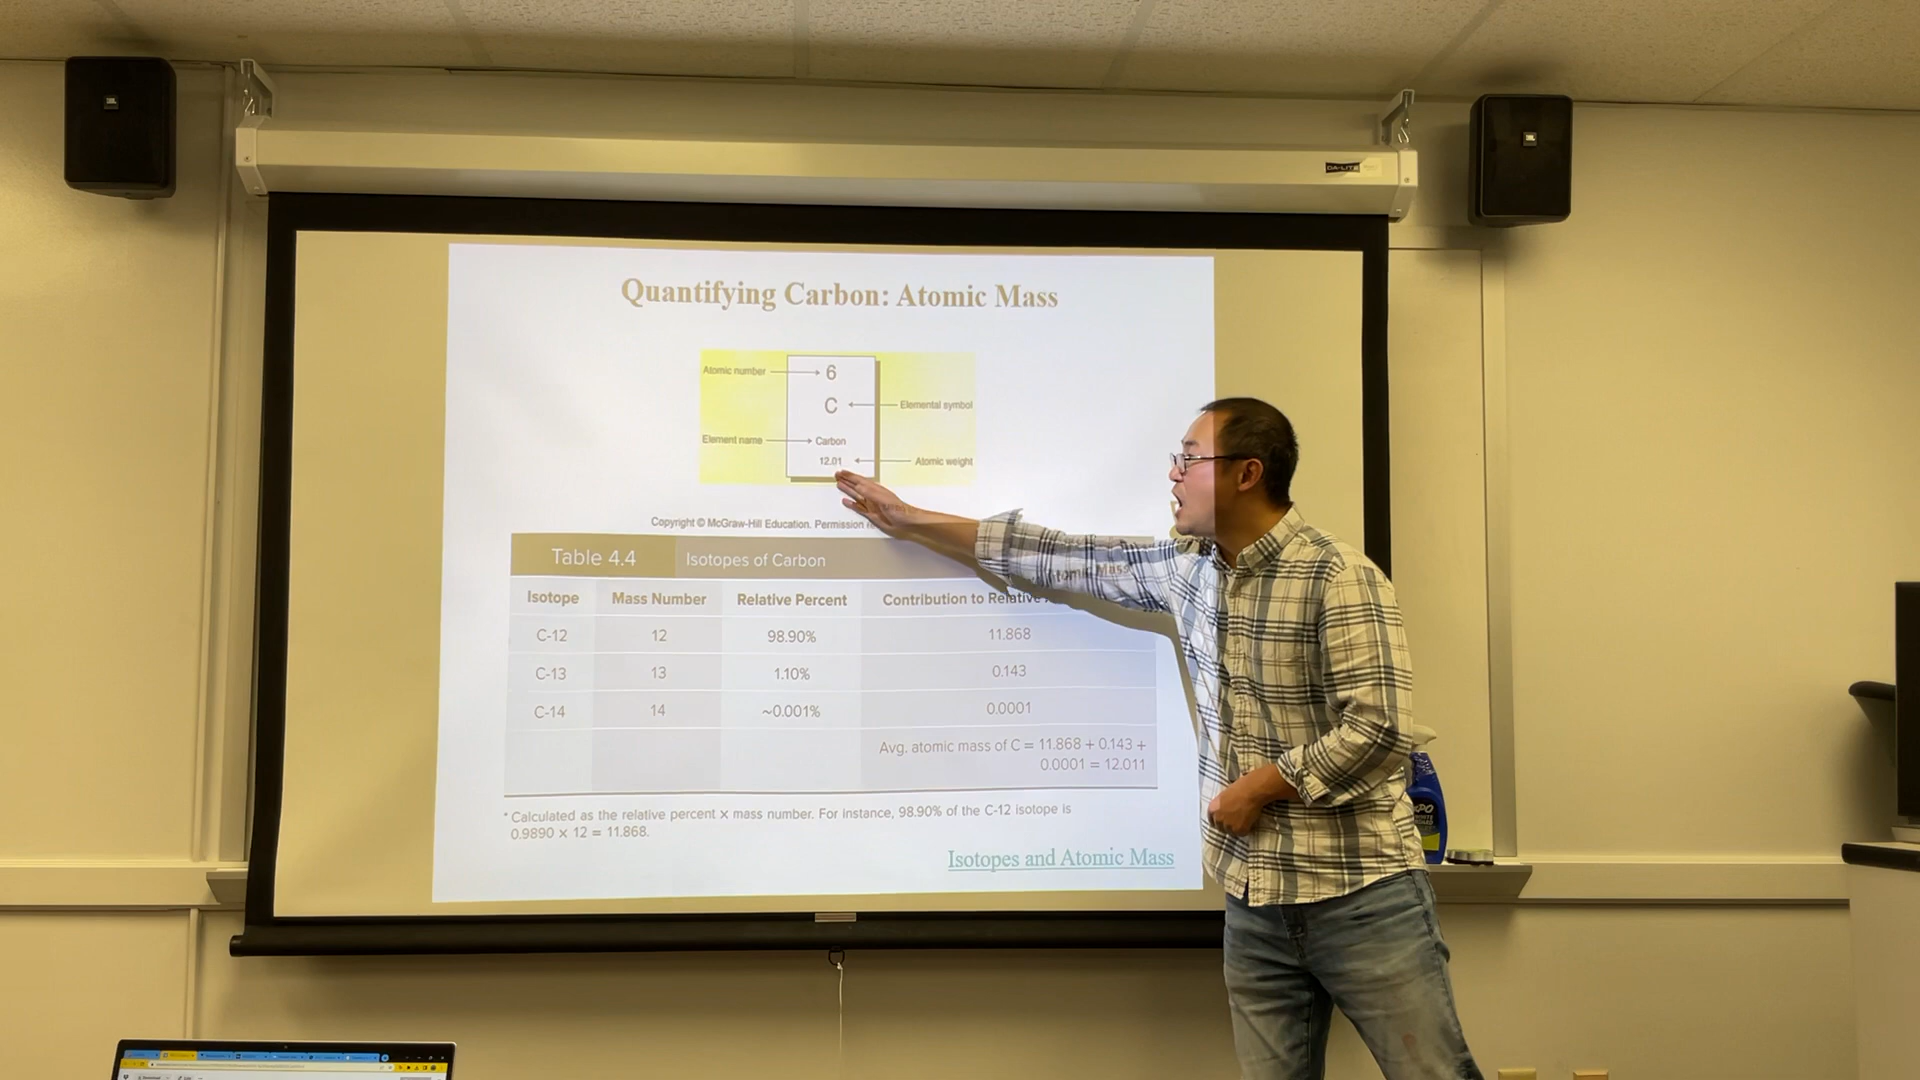 JBL
JBL
DA-LITE
Quantifying Carbon: Atomic Mass
Atomic number
6
C
Elemental symbol
Element name
Carbon
12.01
Atomic weight
Copyright © McGraw-Hill Education. Permission
Table 4.4
Isotopes of Carbon
Isotope
Mass Number
Relative Percent
Contribution to Relative
C-12 12 98.90% 11.868
C-13 13 1.10% 0.143
C-14 14 ~0.001% 0.0001
Avg. atomic mass of C = 11.868 + 0.143 +
0.0001 = 12.011
* Calculated as the relative percent x mass number. For instance, 98.90% of the C-12 isotope is
0.9890 × 12 = 11.868.
Isotopes and Atomic Mass